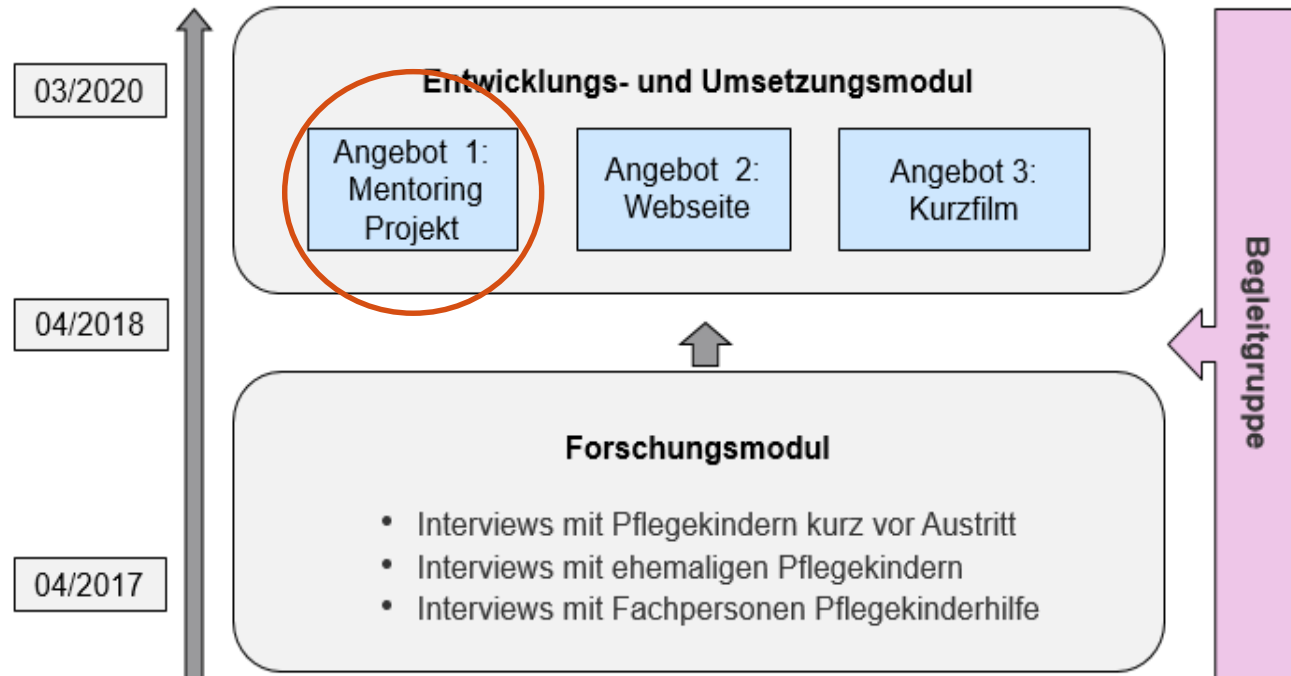 03/2020
Entwicklungs- und Umsetzungsmodul
Angebot 1:
Mentoring
Projekt
Angebot 2:
Webseite
Angebot 3:
Kurzfilm
04/2018
Begleitgruppe
Forschungsmodul
• Interviews mit Pflegekindern kurz vor Austritt
• Interviews mit ehemaligen Pflegekindern
• Interviews mit Fachpersonen Pflegekinderhilfe
04/2017